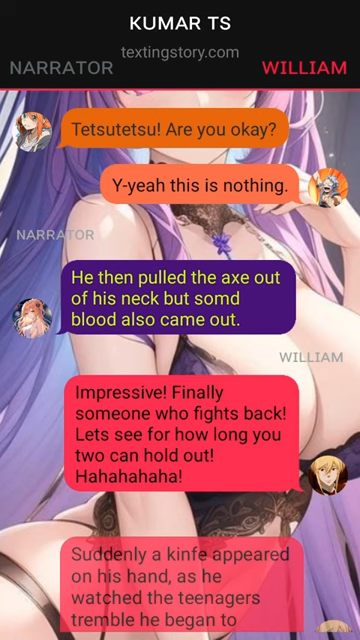 KUMAR TS
textingstory.com
NARRATOR
WILLIAM
Tetsutetsu! Are you okay?
Y-yeah this is nothing.
NARRATOR
He then pulled the axe out
of his neck but somd
blood also came out.
WILLIAM
Impressive! Finally
someone who fights back!
Lets see for how long you
two can hold out!
Hahahahaha!
Suddenly a kinfe appeared
on his hand, as he
watched the teenagers
tremble he began to